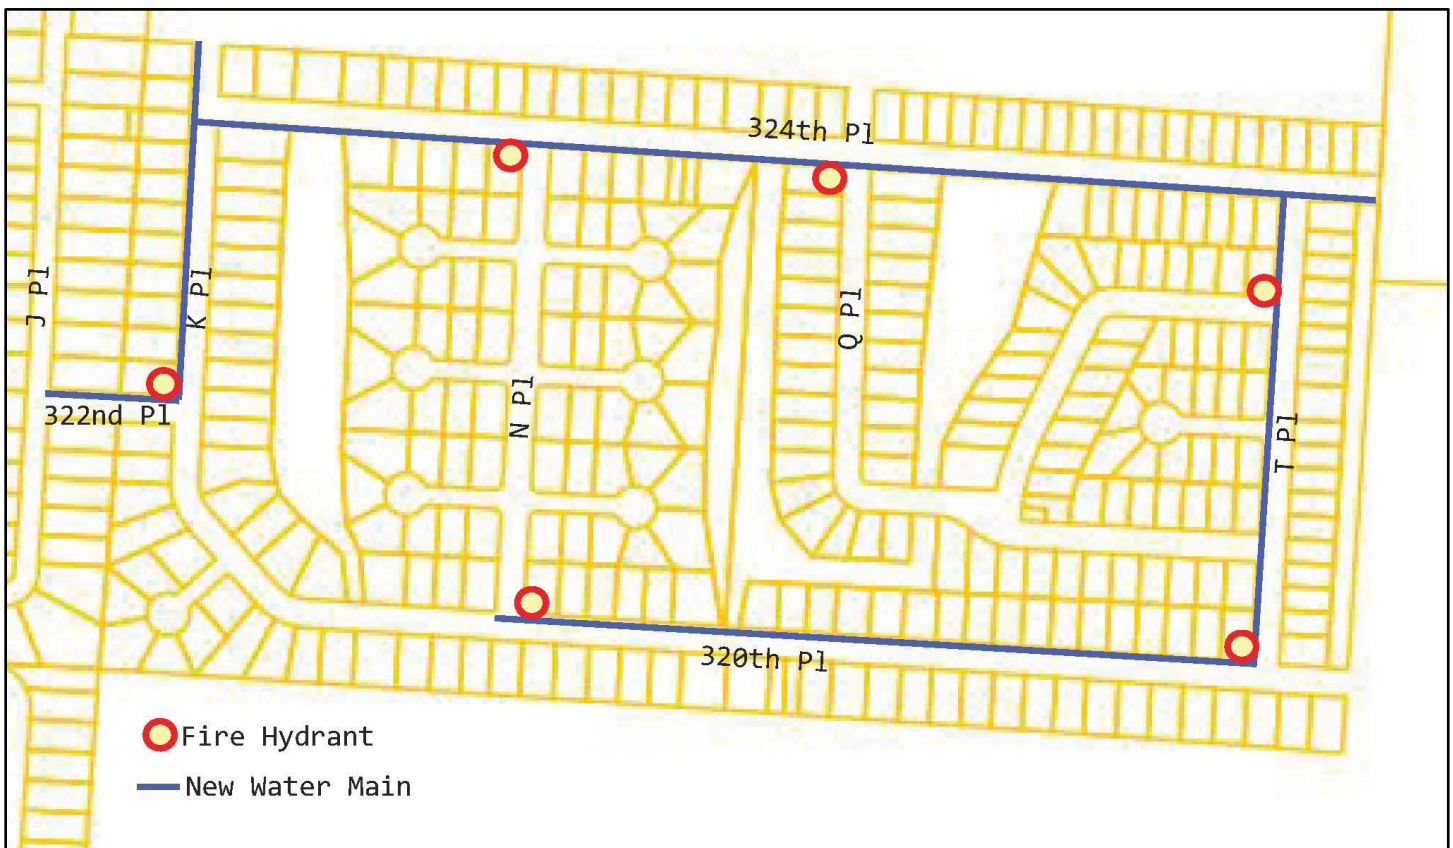 324th Pl
J Pl
K Pl
Q Pl
N Pl
322nd Pl
T Pl
320th Pl
Fire Hydrant
New Water Main